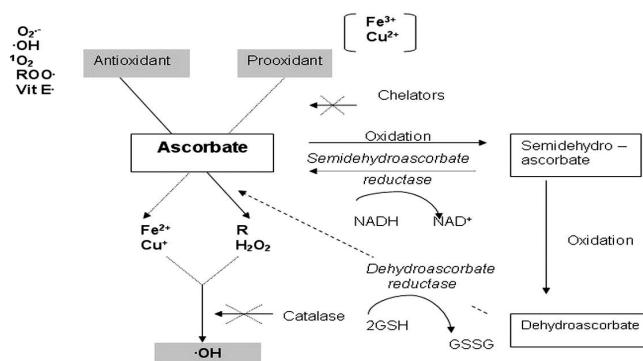 O₂·-
·OH
¹O₂
ROO·
Vit E·
Antioxidant
Prooxidant
Fe³⁺
Cu²⁺
Chelators
Ascorbate
Oxidation
Semidehydroascorbate
reductase
NADH
NAD⁺
Semidehydro –
ascorbate
Fe²⁺
Cu⁺
R
H₂O₂
Oxidation
Dehydroascorbate
reductase
Catalase
2GSH
GSSG
Dehydroascorbate
·OH